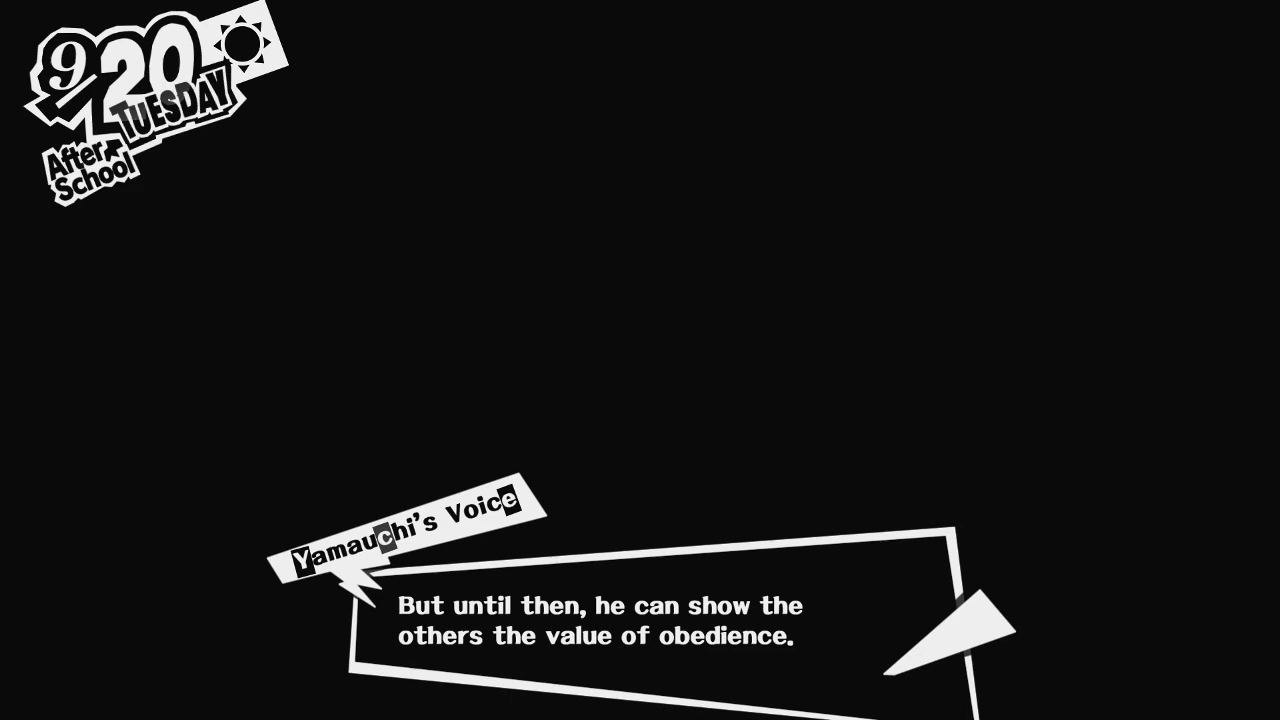 9/20
TUESDAY
After
School
Yamauchi's Voice
But until then, he can show the
others the value of obedience.